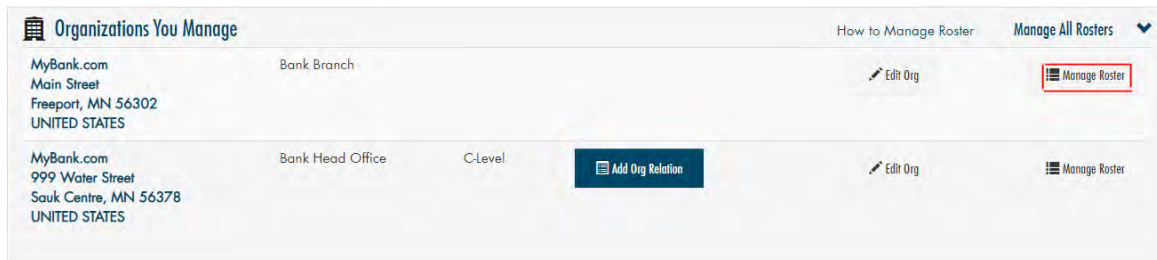 Organizations You Manage How to Manage Roster Manage All Rosters
MyBank.com Bank Branch Edit Org Manage Roster
Main Street
Freeport, MN 56302
UNITED STATES
MyBank.com Bank Head Office C-Level Add Org Relation Edit Org Manage Roster
999 Water Street
Sauk Centre, MN 56378
UNITED STATES